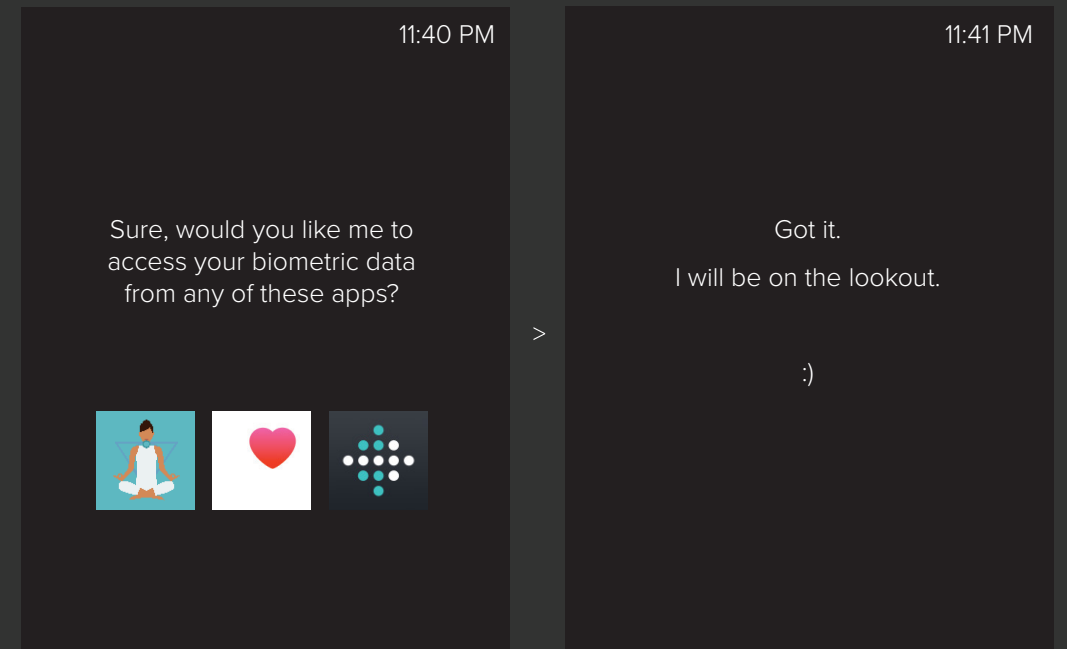 11:40 PM
Sure, would you like me to
access your biometric data
from any of these apps?
>
11:41 PM
Got it.
I will be on the lookout.
:)